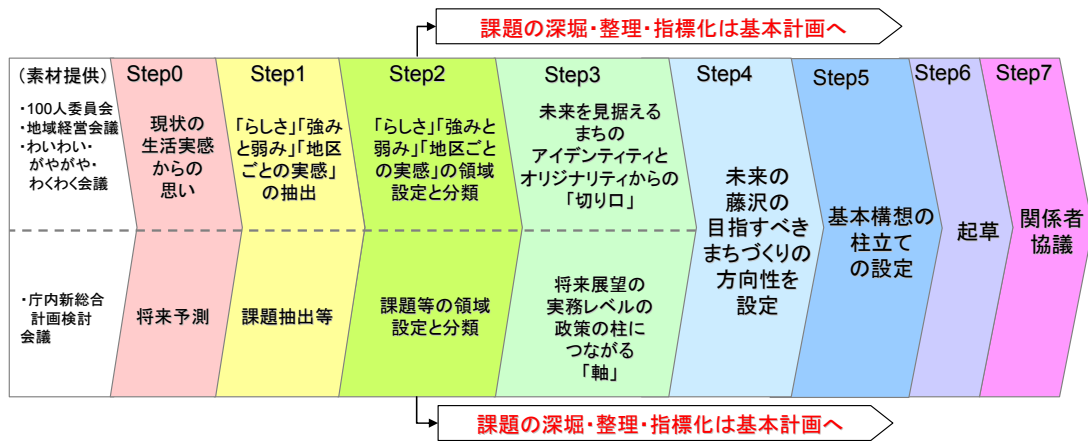 課題の深堀・整理・指標化は基本計画へ
(素材提供)
・100人委員会
・地域経営会議
・わいわい・
がやがや・
わくわく会議
・庁内新総合
計画検討
会議
Step0
現状の
生活実感
からの
思い
将来予測
Step1
「らしさ」「強み
と弱み」「地区
ごとの実感」
の抽出
課題抽出等
Step2
「らしさ」「強みと
弱み」「地区ごと
の実感」の領域
設定と分類
課題等の領域
設定と分類
Step3
未来を見据える
まちの
アイデンティティと
オリジナリティからの
「切り口」
将来展望の
実務レベルの
政策の柱に
つながる
「軸」
Step4
未来の
藤沢の
目指すべき
まちづくりの
方向性を
設定
Step5
基本構想の
柱立て
の設定
Step6
起草
Step7
関係者
協議
課題の深堀・整理・指標化は基本計画へ